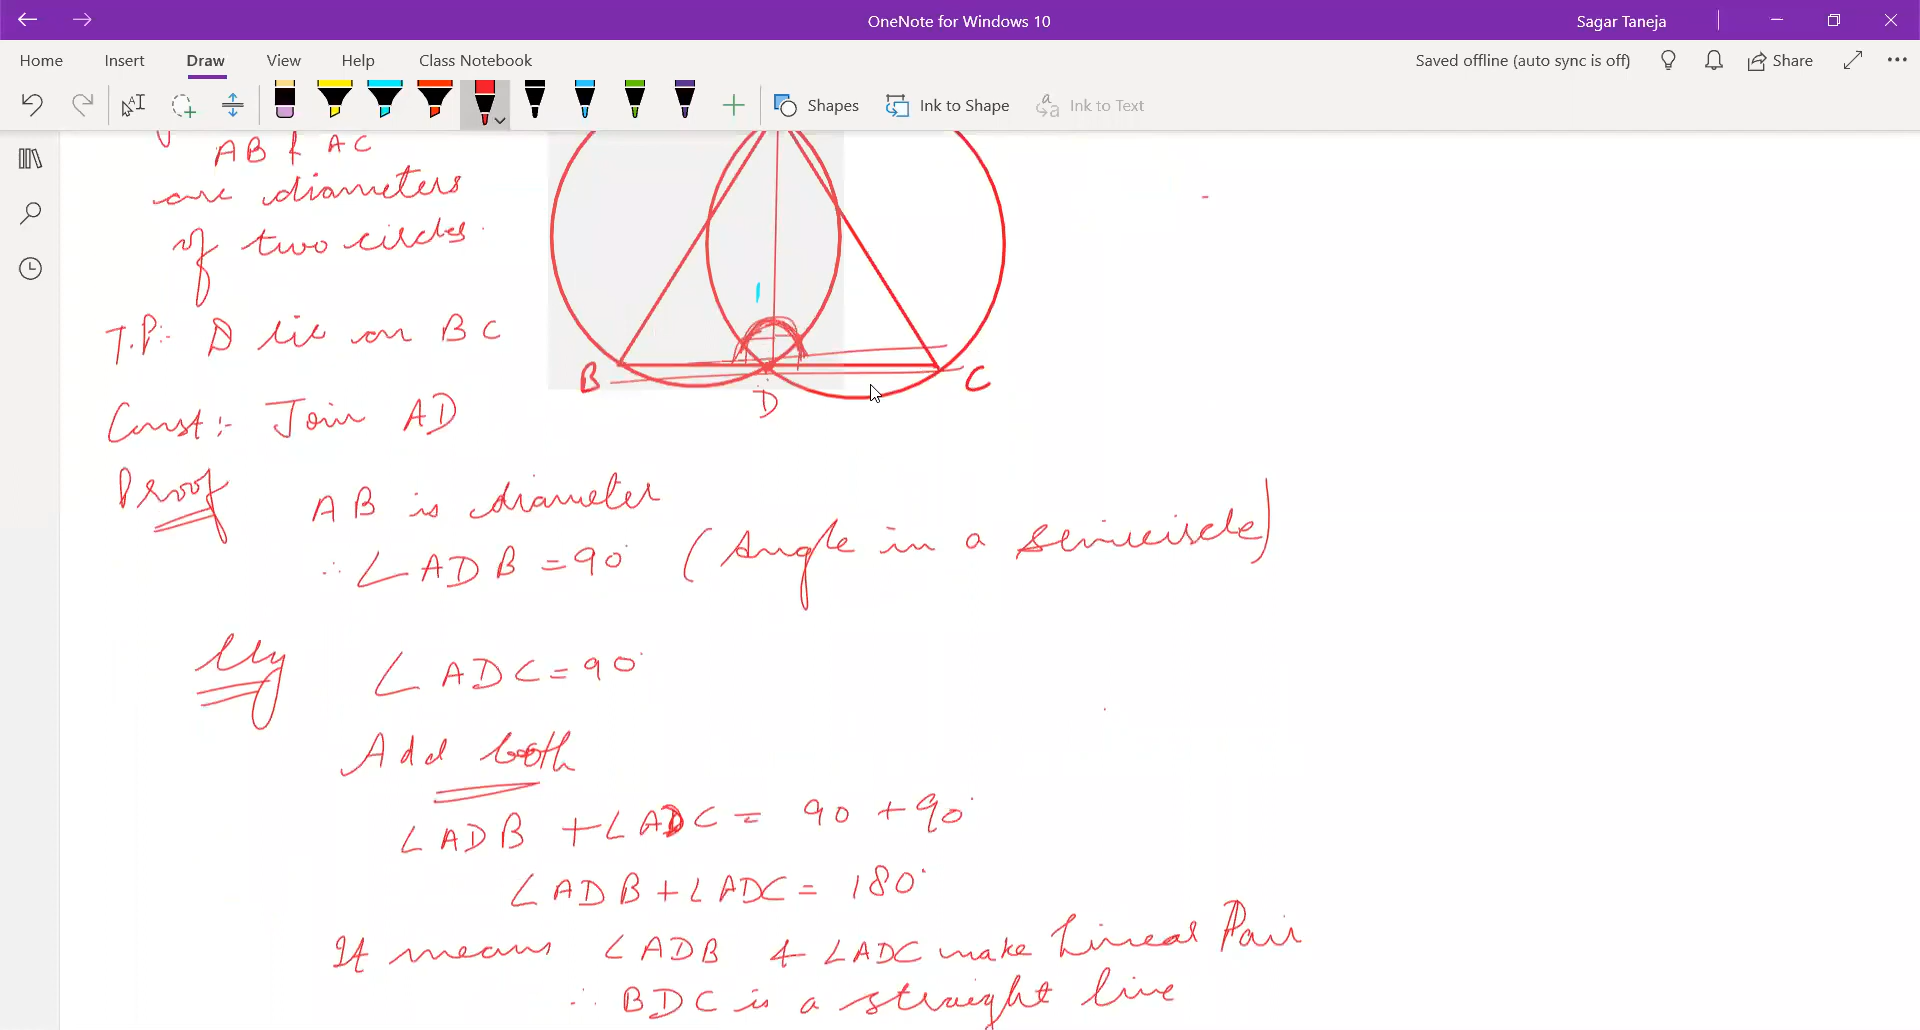 OneNote for Windows 10
Sagar Taneja
Home Insert Draw View Help Class Notebook
Saved offline (auto sync is off) Share
Shapes Ink to Shape Ink to Text
AB & AC
are diameters
of two circles.
T.P:- D lie on BC
B D C
Const:- Join AD
Proof AB is diameter
∴ ∠ADB = 90° (Angle in a semicircle)
lly ∠ADC = 90°
Add both
∠ADB + ∠ADC = 90 + 90°
∠ADB + ∠ADC = 180°
It means ∠ADB & ∠ADC make Lineal Pair
∴ BDC is a straight line